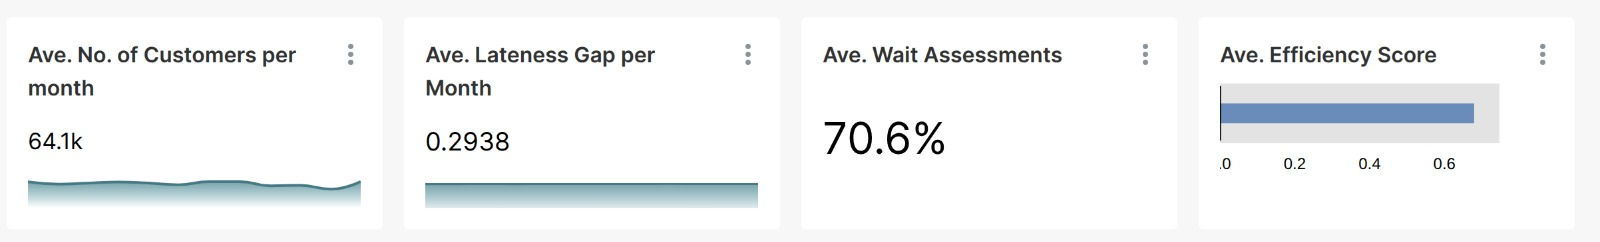 Ave. No. of Customers per
month
64.1k
Ave. Lateness Gap per
Month
0.2938
Ave. Wait Assessments
70.6%
Ave. Efficiency Score
.0 0.2 0.4 0.6